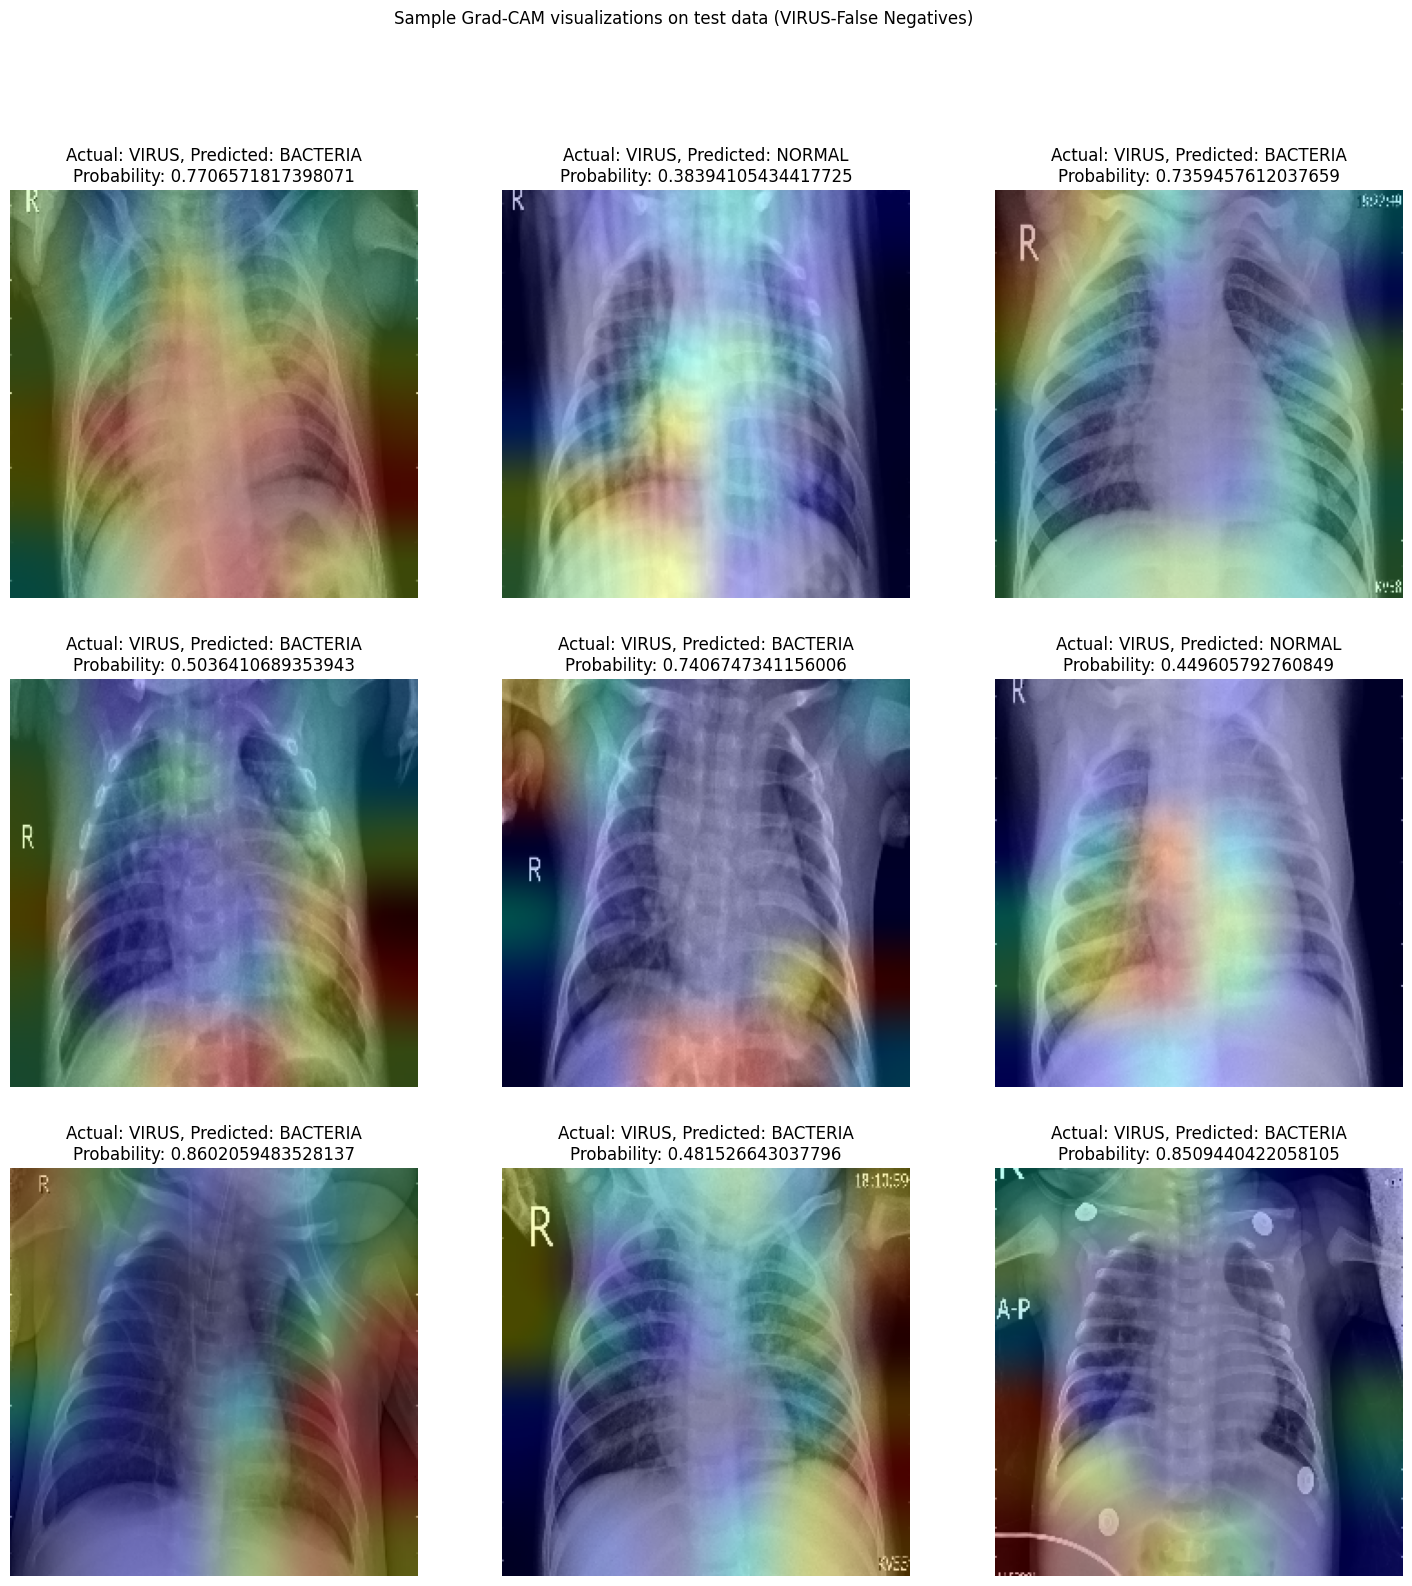 Sample Grad-CAM visualizations on test data (VIRUS-False Negatives)
Actual: VIRUS, Predicted: BACTERIA
Probability: 0.7706571817398071
Actual: VIRUS, Predicted: NORMAL
Probability: 0.38394105434417725
Actual: VIRUS, Predicted: BACTERIA
Probability: 0.7359457612037659
R
R
R
Actual: VIRUS, Predicted: BACTERIA
Probability: 0.5036410689353943
Actual: VIRUS, Predicted: BACTERIA
Probability: 0.7406747341156006
Actual: VIRUS, Predicted: NORMAL
Probability: 0.449605792760849
R
R
R
Actual: VIRUS, Predicted: BACTERIA
Probability: 0.8602059483528137
Actual: VIRUS, Predicted: BACTERIA
Probability: 0.481526643037796
Actual: VIRUS, Predicted: BACTERIA
Probability: 0.8509440422058105
R
R
18:13:59
R
A-P